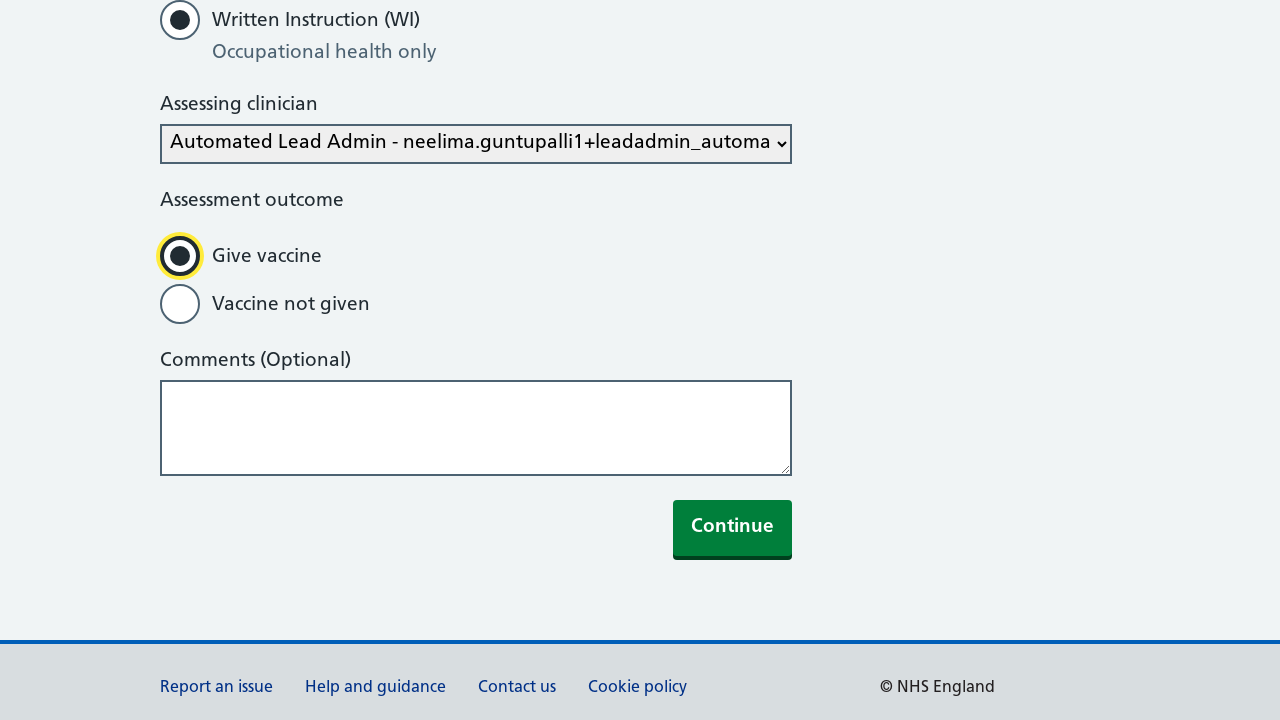 Written Instruction (WI)
Occupational health only
Assessing clinician
Automated Lead Admin - neelima.guntupalli1+leadadmin_automa
Assessment outcome
Give vaccine
Vaccine not given
Comments (Optional)
Continue
Report an issue Help and guidance Contact us Cookie policy © NHS England